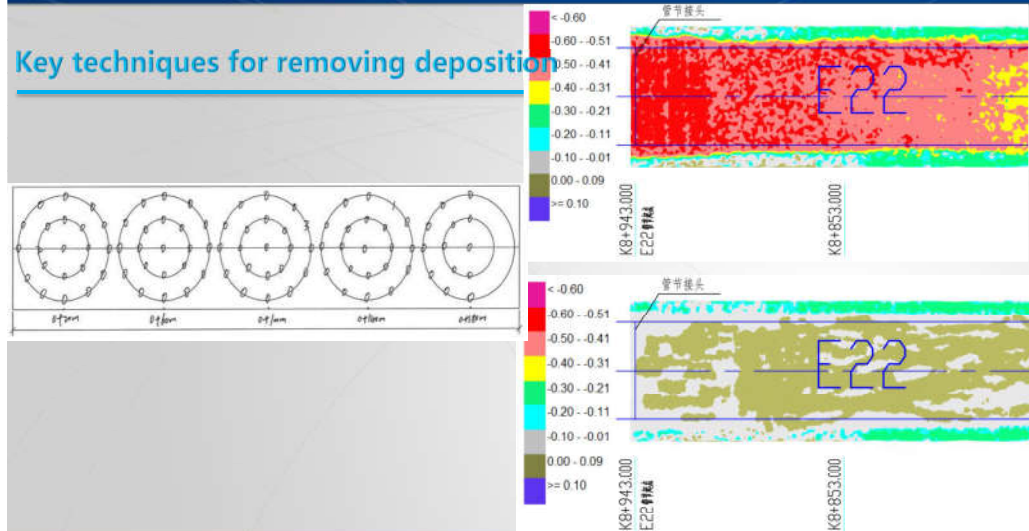 Key techniques for removing deposition
< -0.60
-0.60 - -0.51
-0.50 - -0.41
-0.40 - -0.31
-0.30 - -0.21
-0.20 - -0.11
-0.10 - -0.01
0.00 - 0.09
>= 0.10
管节接头
E22
K8+943.000
K8+853.000
< -0.60
-0.60 - -0.51
-0.50 - -0.41
-0.40 - -0.31
-0.30 - -0.21
-0.20 - -0.11
-0.10 - -0.01
0.00 - 0.09
>= 0.10
管节接头
E22
K8+943.000
K8+853.000